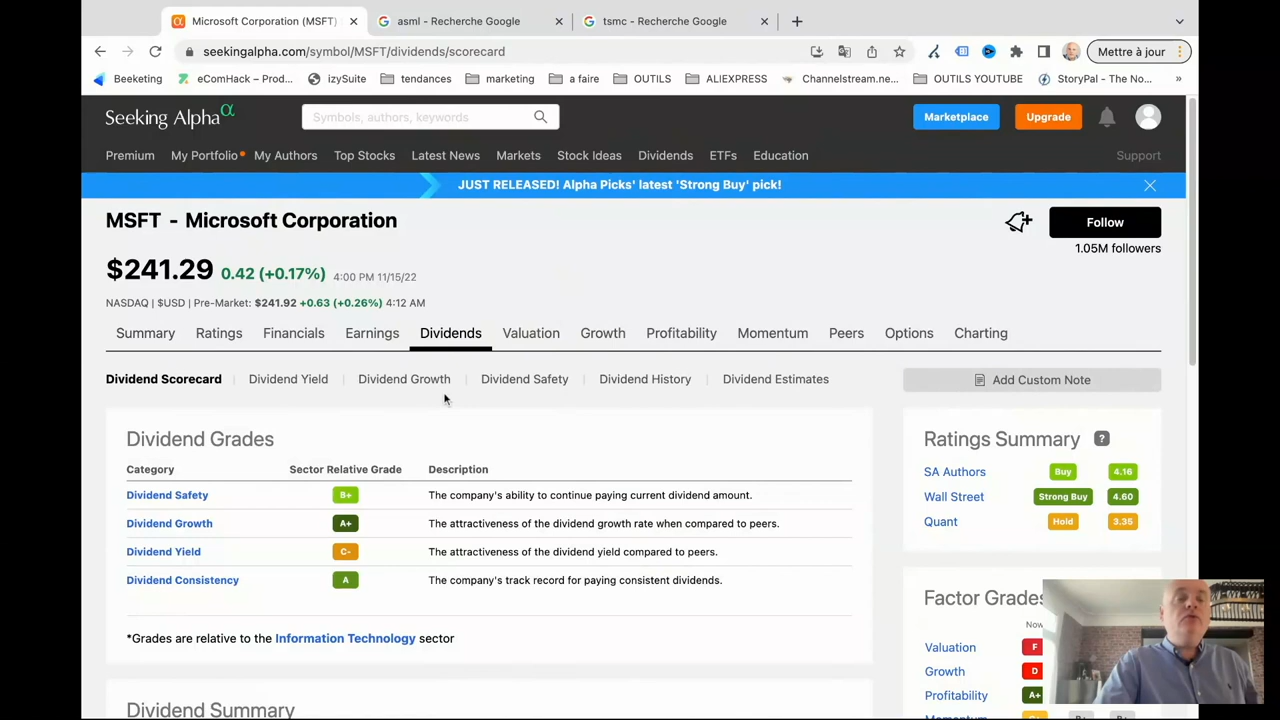 Microsoft Corporation (MSFT)
asml - Recherche Google
tsmc - Recherche Google
seekingalpha.com/symbol/MSFT/dividends/scorecard
Mettre à jour
Beeketing
eComHack – Prod...
izySuite
tendances
marketing
a faire
OUTILS
ALIEXPRESS
Channelstream.ne...
OUTILS YOUTUBE
StoryPal - The No...
»
Seeking Alpha α
Symbols, authors, keywords
Marketplace
Upgrade
Premium My Portfolio My Authors Top Stocks Latest News Markets Stock Ideas Dividends ETFs Education Support
JUST RELEASED! Alpha Picks' latest 'Strong Buy' pick!
MSFT - Microsoft Corporation
Follow
1.05M followers
$241.29 0.42 (+0.17%) 4:00 PM 11/15/22
NASDAQ | $USD | Pre-Market: $241.92 +0.63 (+0.26%) 4:12 AM
Summary Ratings Financials Earnings Dividends Valuation Growth Profitability Momentum Peers Options Charting
Dividend Scorecard | Dividend Yield | Dividend Growth | Dividend Safety | Dividend History | Dividend Estimates
Add Custom Note
Dividend Grades
Category Sector Relative Grade Description
Dividend Safety B+ The company's ability to continue paying current dividend amount.
Dividend Growth A+ The attractiveness of the dividend growth rate when compared to peers.
Dividend Yield C- The attractiveness of the dividend yield compared to peers.
Dividend Consistency A The company's track record for paying consistent dividends.
*Grades are relative to the Information Technology sector
Dividend Summary
Ratings Summary ?
SA Authors Buy 4.16
Wall Street Strong Buy 4.60
Quant Hold 3.35
Factor Grades
Now
Valuation F
Growth D
Profitability A+
Momentum